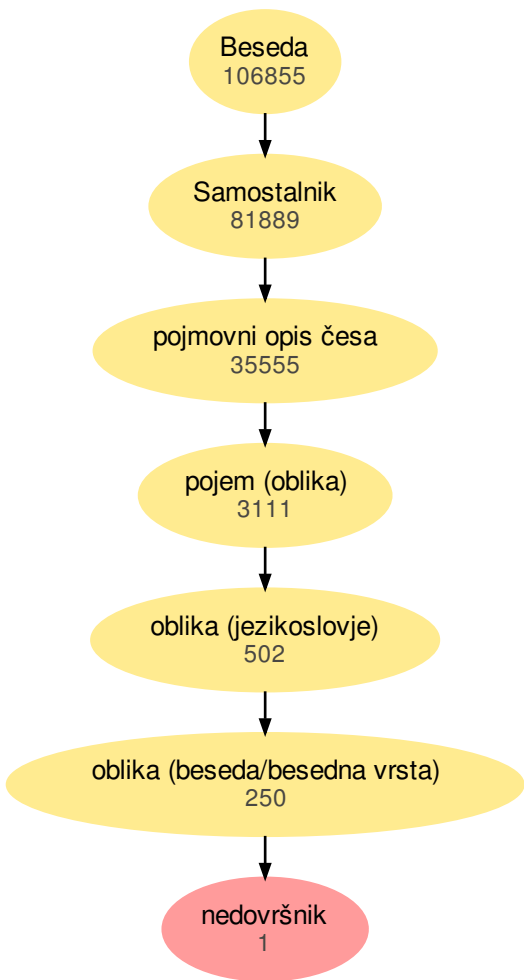 Beseda
106855
Samostalnik
81889
pojmovni opis česa
35555
pojem (oblika)
3111
oblika (jezikoslovje)
502
oblika (beseda/besedna vrsta)
250
nedovršnik
1